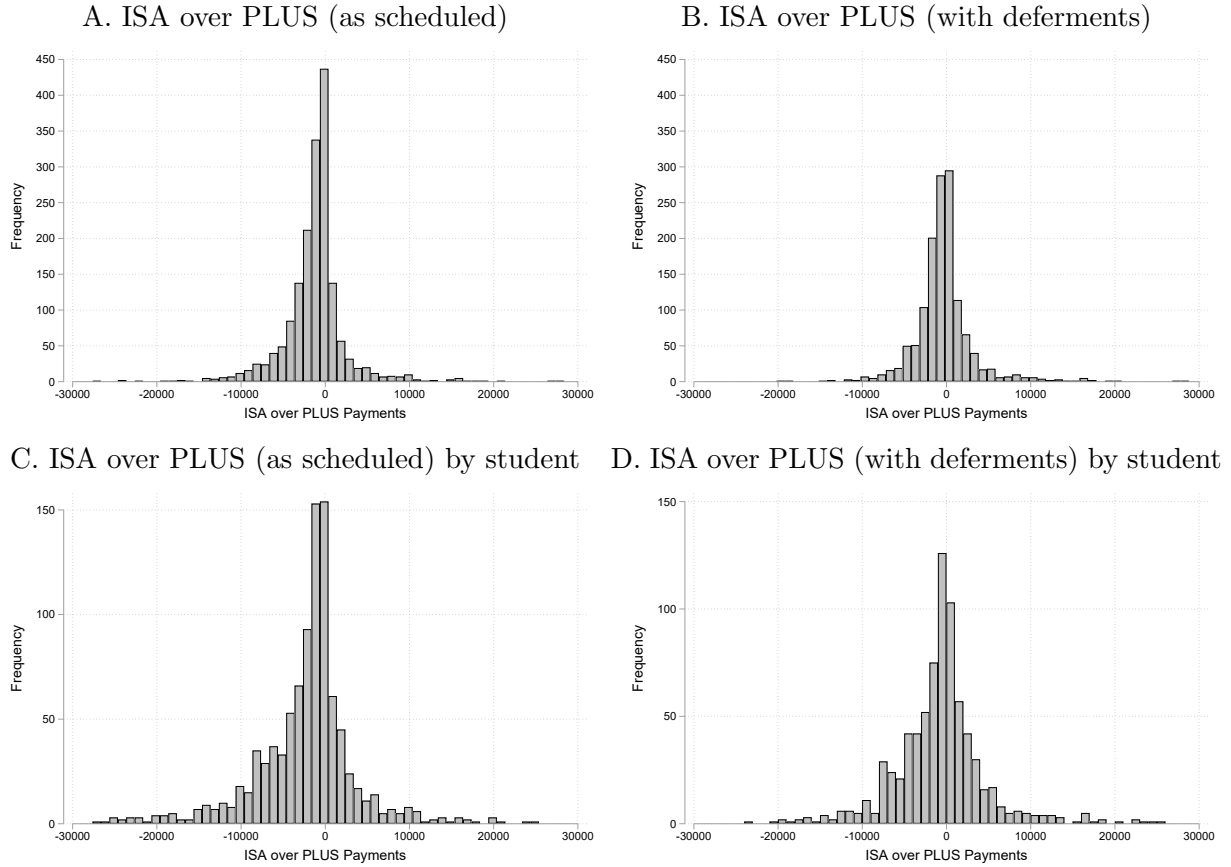 A. ISA over PLUS (as scheduled)
450
400
350
300
250
200
150
100
50
0
Frequency
-30000 -20000 -10000 0 10000 20000 30000
ISA over PLUS Payments
B. ISA over PLUS (with deferments)
450
400
350
300
250
200
150
100
50
0
Frequency
-30000 -20000 -10000 0 10000 20000 30000
ISA over PLUS Payments
C. ISA over PLUS (as scheduled) by student
150
100
50
0
Frequency
-30000 -20000 -10000 0 10000 20000 30000
ISA over PLUS Payments
D. ISA over PLUS (with deferments) by student
150
100
50
0
Frequency
-30000 -20000 -10000 0 10000 20000 30000
ISA over PLUS Payments